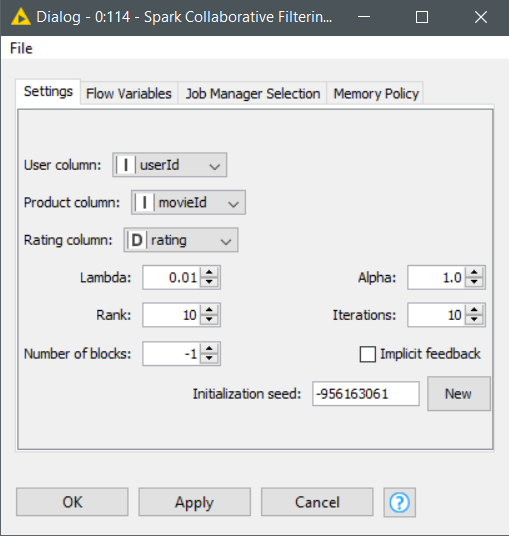 Dialog - 0:114 - Spark Collaborative Filterin...
File
Settings Flow Variables Job Manager Selection Memory Policy
User column: I userId
Product column: I movieId
Rating column: D rating
Lambda: 0.01 Alpha: 1.0
Rank: 10 Iterations: 10
Number of blocks: -1 Implicit feedback
Initialization seed: -956163061 New
OK Apply Cancel ?